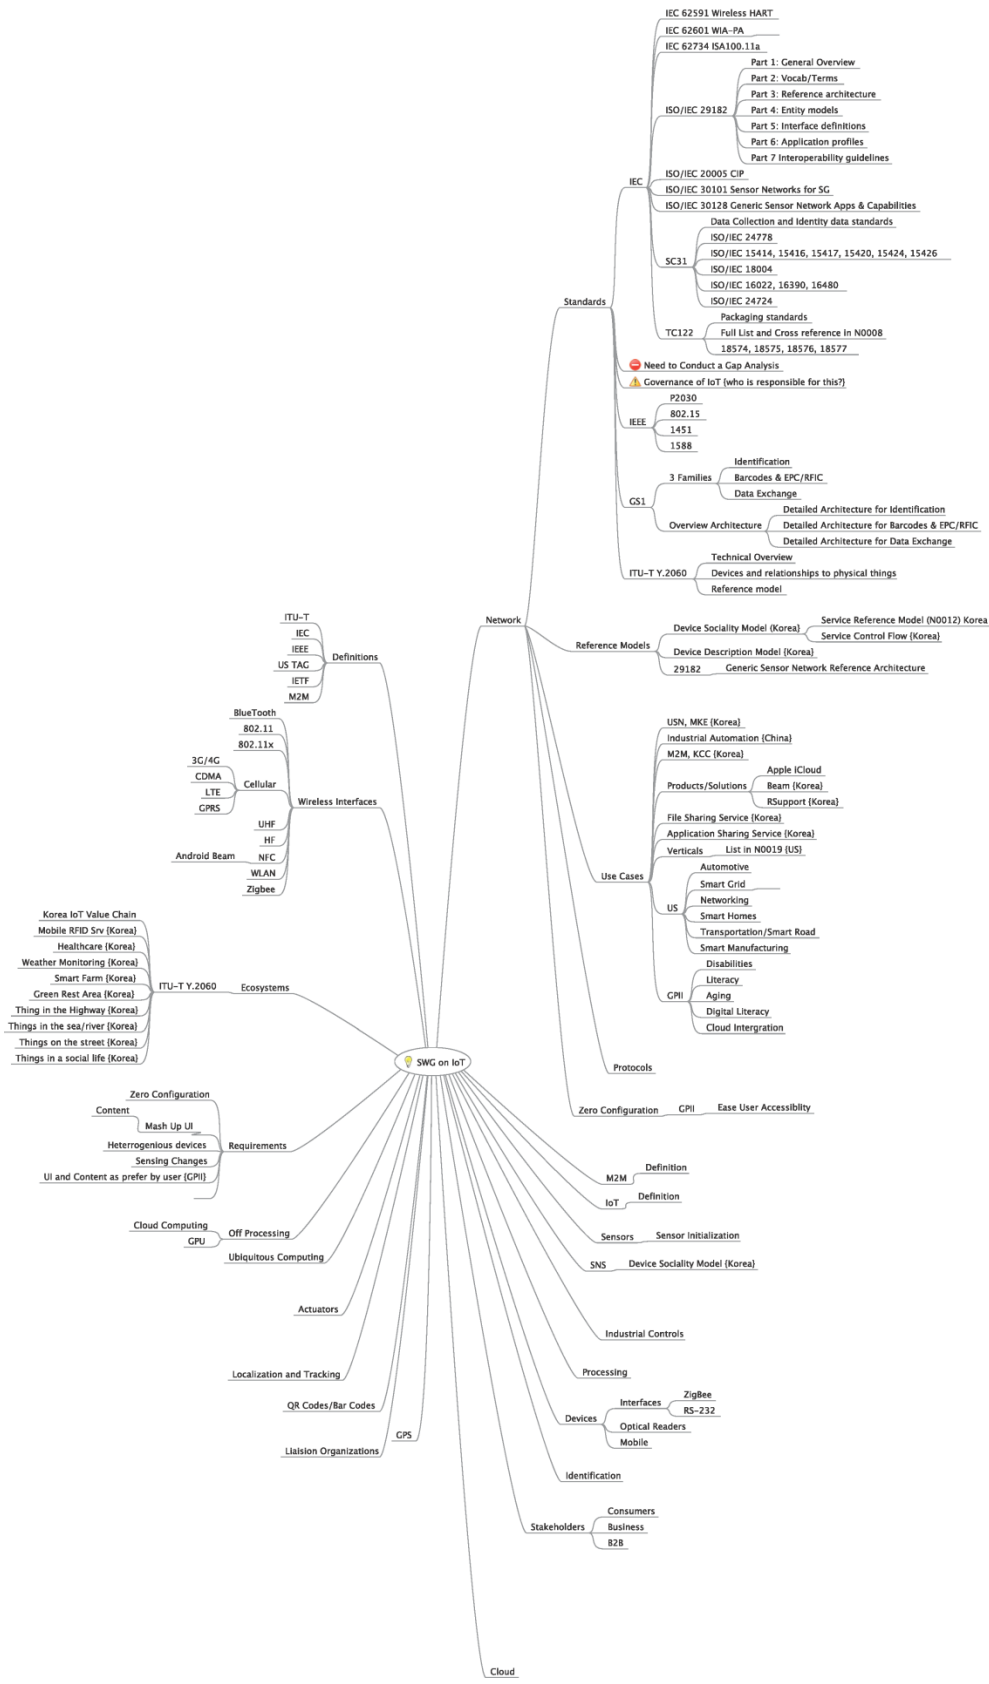 SWG on IoT
Network
Standards
IEC
IEC 62591 Wireless HART
IEC 62601 WIA-PA
IEC 62734 ISA100.11a
ISO/IEC 29182
Part 1: General Overview
Part 2: Vocab/Terms
Part 3: Reference architecture
Part 4: Entity models
Part 5: Interface definitions
Part 6: Application profiles
Part 7 Interoperability guidelines
ISO/IEC 20005 CIP
ISO/IEC 30101 Sensor Networks for SG
ISO/IEC 30128 Generic Sensor Network Apps & Capabilities
SC31
Data Collection and Identity data standards
ISO/IEC 24778
ISO/IEC 15414, 15416, 15417, 15420, 15424, 15426
ISO/IEC 18004
ISO/IEC 16022, 16390, 16480
ISO/IEC 24724
TC122
Packaging standards
Full List and Cross reference in N0008
18574, 18575, 18576, 18577
Need to Conduct a Gap Analysis
Governance of IoT (who is responsible for this?)
IEEE
P2030
802.15
1451
1588
GS1
3 Families
Identification
Barcodes & EPC/RFIC
Data Exchange
Overview Architecture
Detailed Architecture for Identification
Detailed Architecture for Barcodes & EPC/RFIC
Detailed Architecture for Data Exchange
ITU-T Y.2060
Technical Overview
Devices and relationships to physical things
Reference model
Reference Models
Device Sociality Model (Korea)
Service Reference Model (N0012) Korea
Service Control Flow (Korea)
Device Description Model (Korea)
29182
Generic Sensor Network Reference Architecture
Use Cases
USN, MKE (Korea)
Industrial Automation (China)
M2M, KCC (Korea)
Products/Solutions
Apple iCloud
Beam (Korea)
RSupport (Korea)
File Sharing Service (Korea)
Application Sharing Service (Korea)
Verticals
List in N0019 (US)
US
Automotive
Smart Grid
Networking
Smart Homes
Transportation/Smart Road
Smart Manufacturing
GPII
Disabilities
Literacy
Aging
Digital Literacy
Cloud Intergration
Protocols
Zero Configuration
GPII
Ease User Accessiblity
M2M
Definition
IoT
Definition
Sensors
Sensor Initialization
SNS
Device Sociality Model (Korea)
Industrial Controls
Processing
Devices
Interfaces
ZigBee
RS-232
Optical Readers
Mobile
Identification
Stakeholders
Consumers
Business
B2B
Cloud
Definitions
ITU-T
IEC
IEEE
US TAG
IETF
M2M
Wireless Interfaces
BlueTooth
802.11
802.11x
Cellular
3G/4G
CDMA
LTE
GPRS
UHF
HF
NFC
Android Beam
WLAN
Zigbee
Ecosystems
ITU-T Y.2060
Korea IoT Value Chain
Mobile RFID Srv (Korea)
Healthcare (Korea)
Weather Monitoring (Korea)
Smart Farm (Korea)
Green Rest Area (Korea)
Thing in the Highway (Korea)
Things in the sea/river (Korea)
Things on the street (Korea)
Things in a social life (Korea)
Requirements
Zero Configuration
Content
Mash Up UI
Heterrogenious devices
Sensing Changes
UI and Content as prefer by user (GPII)
Off Processing
Cloud Computing
GPU
Ubiquitous Computing
Actuators
Localization and Tracking
QR Codes/Bar Codes
GPS
Liaision Organizations